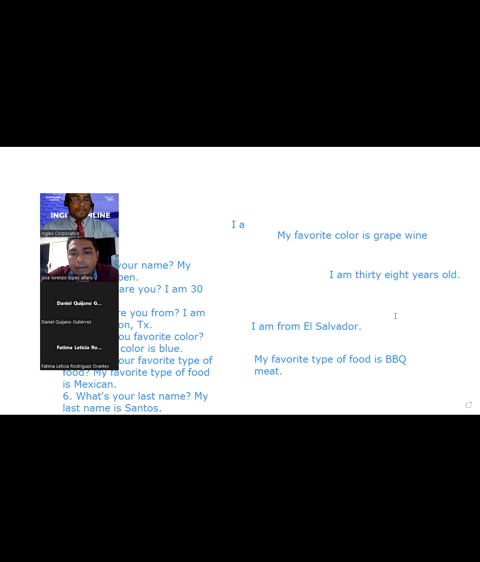 INGL NLINE
Ingles Corporativo
jose lorenzo lopez alfaro
Daniel Quijano G...
Daniel Quijano Gutiérrez
Fatima Leticia Ro...
Fatima Leticia Rodriguez Orantes
your name? My
pen.
are you? I am 30
re you from? I am
on, Tx.
ou favorite color?
color is blue.
our favorite type of
food? My favorite type of food
is Mexican.
6. What's your last name? My
last name is Santos.
I a
My favorite color is grape wine
I am thirty eight years old.
I am from El Salvador.
My favorite type of food is BBQ
meat.